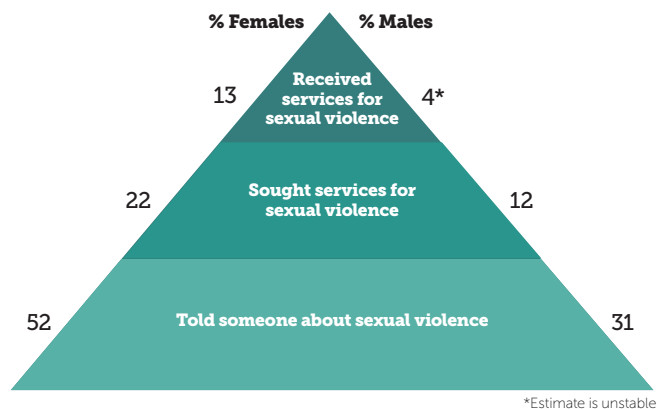 % Females % Males
Received
services for
sexual violence
13 4*
Sought services for
sexual violence
22 12
Told someone about sexual violence
52 31
*Estimate is unstable